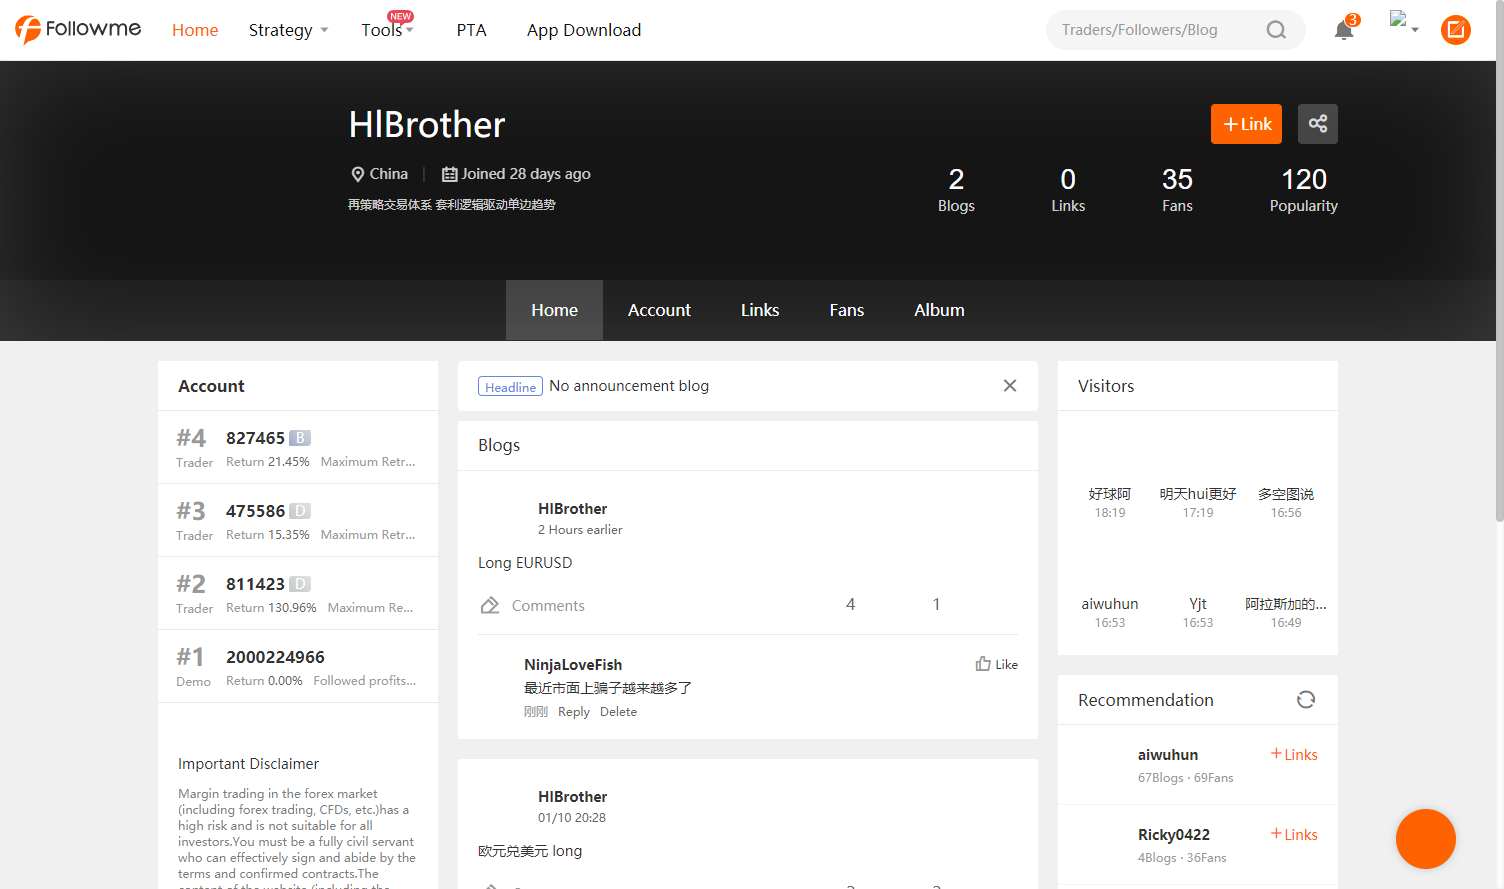 Followme
Home
Strategy
Tools
NEW
PTA
App Download
Traders/Followers/Blog
3
HlBrother
+Link
China
Joined 28 days ago
再策略交易体系 套利逻辑驱动单边趋势
2
Blogs
0
Links
35
Fans
120
Popularity
Home
Account
Links
Fans
Album
Account
#4
Trader
827465 B
Return 21.45% Maximum Retr...
#3
Trader
475586 D
Return 15.35% Maximum Retr...
#2
Trader
811423 D
Return 130.96% Maximum Re...
#1
Demo
2000224966
Return 0.00% Followed profits...
Important Disclaimer
Margin trading in the forex market
(including forex trading, CFDs, etc.)has a
high risk and is not suitable for all
investors.You must be a fully civil servant
who can effectively sign and abide by the
terms and confirmed contracts.The
content of the website (including the
Headline No announcement blog
Blogs
HlBrother
2 Hours earlier
Long EURUSD
Comments
4
1
NinjaLoveFish
Like
最近市面上骗子越来越多了
刚刚 Reply Delete
HlBrother
01/10 20:28
欧元兑美元 long
Visitors
好球阿
18:19
明天hui更好
17:19
多空图说
16:56
aiwuhun
16:53
Yjt
16:53
阿拉斯加的...
16:49
Recommendation
aiwuhun
+Links
67Blogs · 69Fans
Ricky0422
+Links
4Blogs · 36Fans